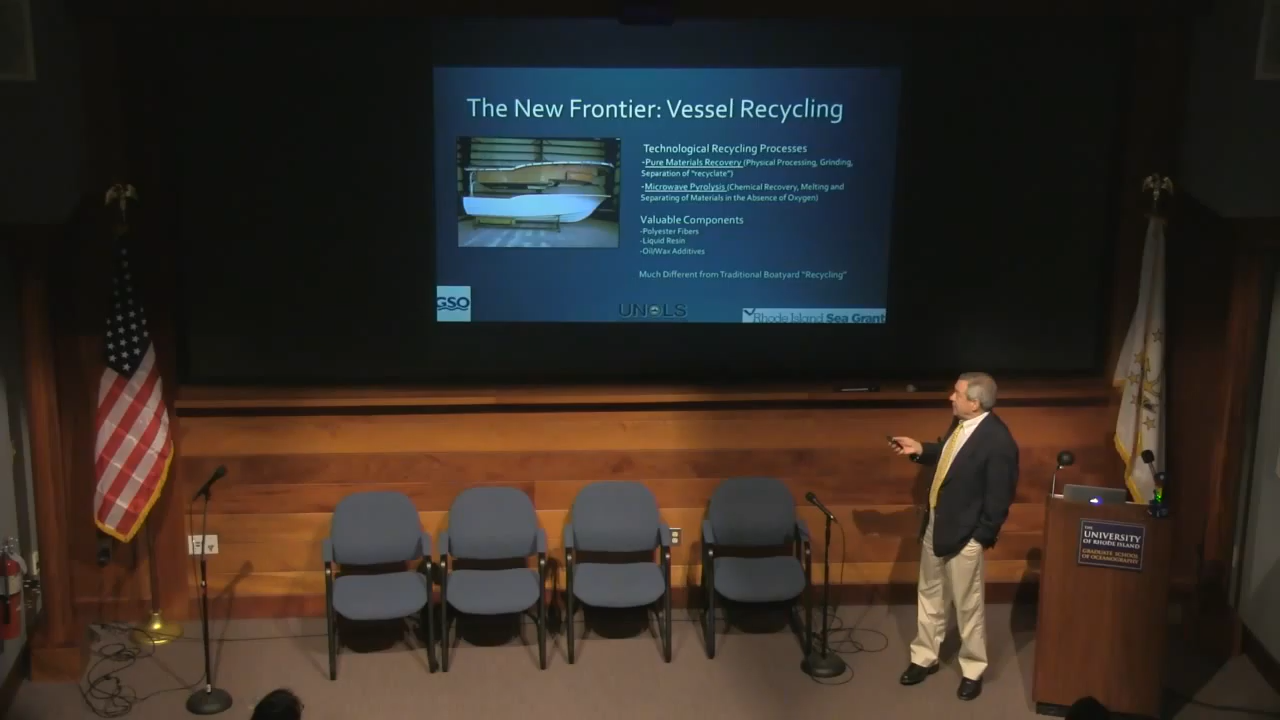 The New Frontier: Vessel Recycling
Technological Recycling Processes
-Pure Materials Recovery (Physical Processing, Grinding,
Separation of "recyclate")
-Microwave Pyrolysis (Chemical Recovery, Melting and
Separating of Materials in the Absence of Oxygen)
Valuable Components
-Polyester Fibers
-Liquid Resin
-Oil/Wax Additives
Much Different from Traditional Boatyard "Recycling"
GSO
UNOLS
Rhode Island Sea Grant
THE
UNIVERSITY
OF RHODE ISLAND
GRADUATE SCHOOL
OF OCEANOGRAPHY